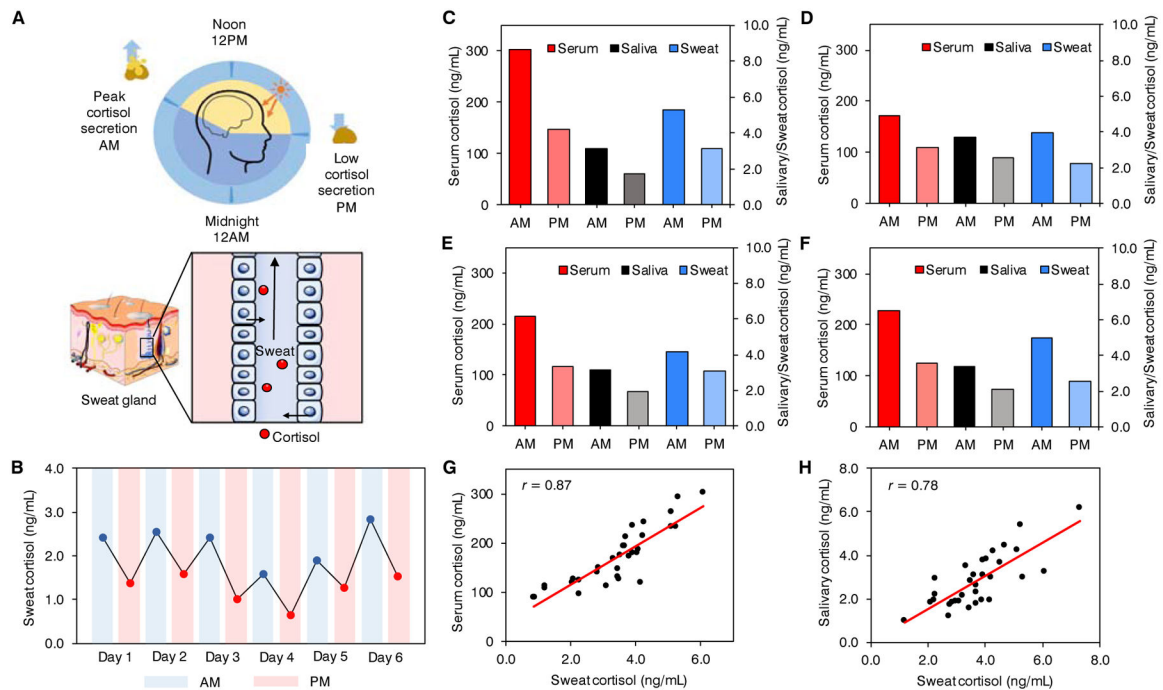 A
Noon
12PM
Peak
cortisol
secretion
AM
Low
cortisol
secretion
PM
Midnight
12AM
Sweat
Sweat gland
Cortisol
B
Sweat cortisol (ng/mL)
4.0
3.0
2.0
1.0
0.0
Day 1 Day 2 Day 3 Day 4 Day 5 Day 6
AM PM
C
Serum cortisol (ng/mL)
300
200
100
0
Serum Saliva Sweat
10.0
8.0
6.0
4.0
2.0
0.0
Salivary/Sweat cortisol (ng/mL)
AM PM AM PM AM PM
D
Serum cortisol (ng/mL)
300
200
100
0
Serum Saliva Sweat
10.0
8.0
6.0
4.0
2.0
0.0
Salivary/Sweat cortisol (ng/mL)
AM PM AM PM AM PM
E
Serum cortisol (ng/mL)
300
200
100
0
Serum Saliva Sweat
10.0
8.0
6.0
4.0
2.0
0.0
Salivary/Sweat cortisol (ng/mL)
AM PM AM PM AM PM
F
Serum cortisol (ng/mL)
300
200
100
0
Serum Saliva Sweat
10.0
8.0
6.0
4.0
2.0
0.0
Salivary/Sweat cortisol (ng/mL)
AM PM AM PM AM PM
G
r = 0.87
Serum cortisol (ng/mL)
300
200
100
0
0.0 2.0 4.0 6.0
Sweat cortisol (ng/mL)
H
r = 0.78
Salivary cortisol (ng/mL)
8.0
6.0
4.0
2.0
0.0
0.0 2.0 4.0 6.0 8.0
Sweat cortisol (ng/mL)